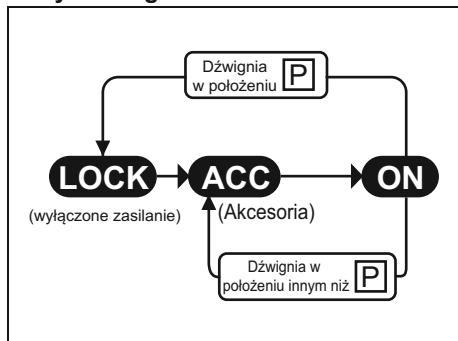 Dźwignia
w położeniu P
LOCK ACC ON
(wyłączone zasilanie) (Akcesoria)
Dźwignia w
położeniu innym niż P